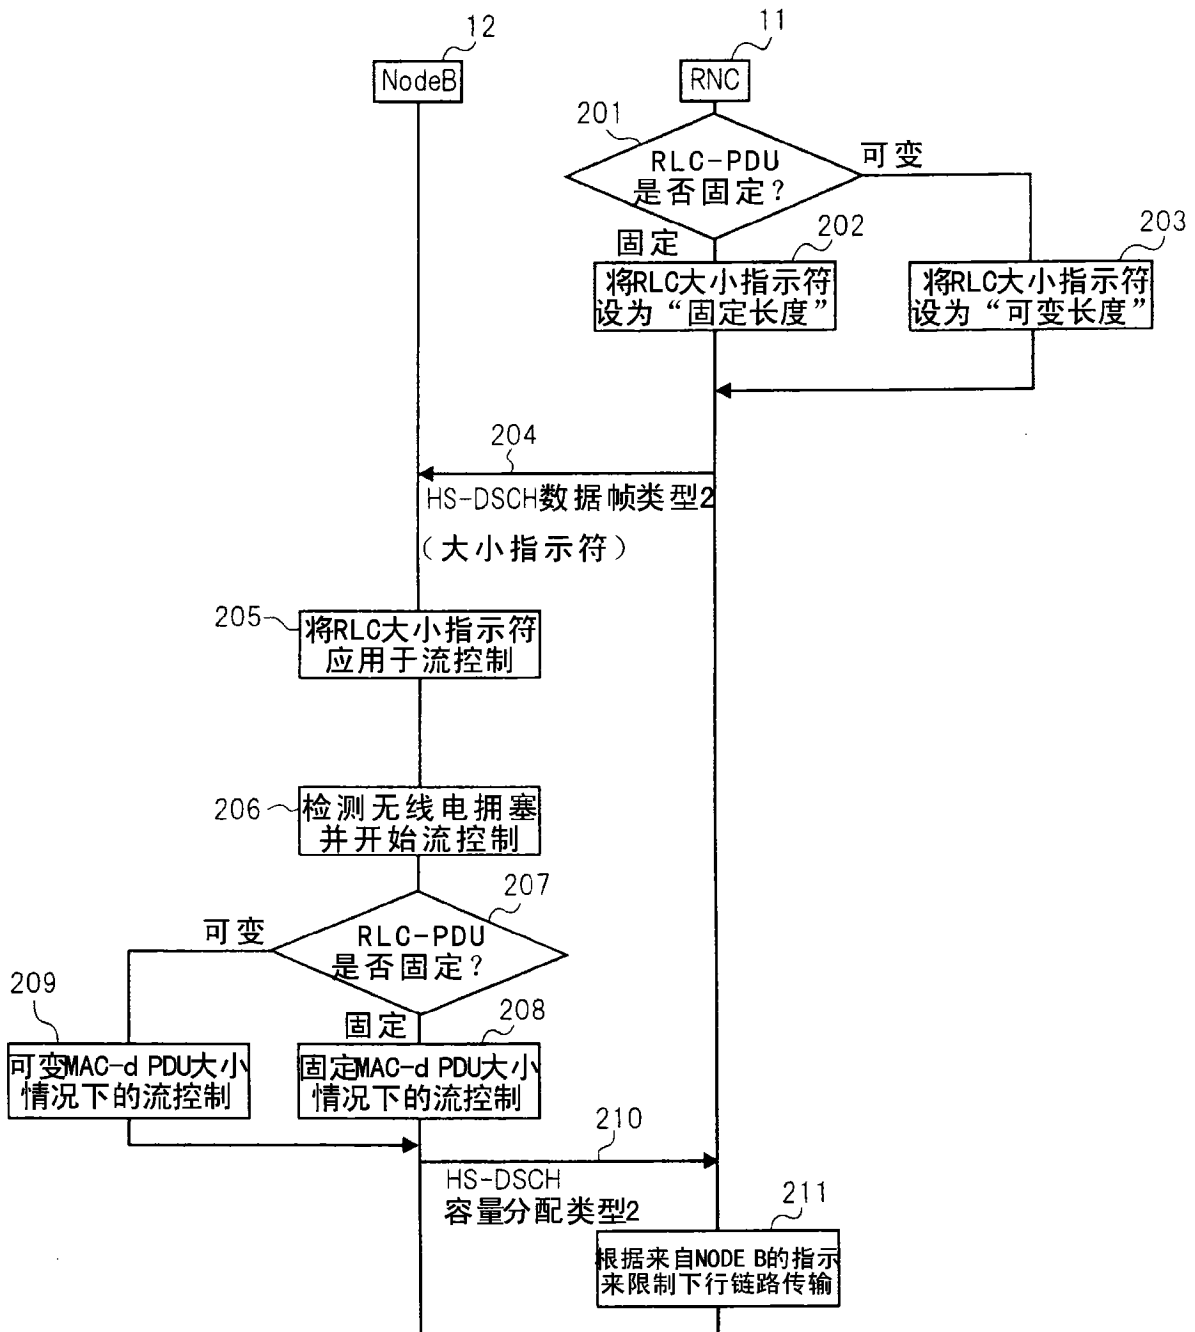 12
11
NodeB
RNC
201
RLC-PDU
是否固定?
可变
固定
202
203
将RLC大小指示符
设为“固定长度”
将RLC大小指示符
设为“可变长度”
204
HS-DSCH数据帧类型2
(大小指示符)
205
将RLC大小指示符
应用于流控制
206
检测无线电拥塞
并开始流控制
207
可变
RLC-PDU
是否固定?
209
固定
208
可变MAC-d PDU大小
情况下的流控制
固定MAC-d PDU大小
情况下的流控制
210
HS-DSCH
容量分配类型2
211
根据来自NODE B的指示
来限制下行链路传输